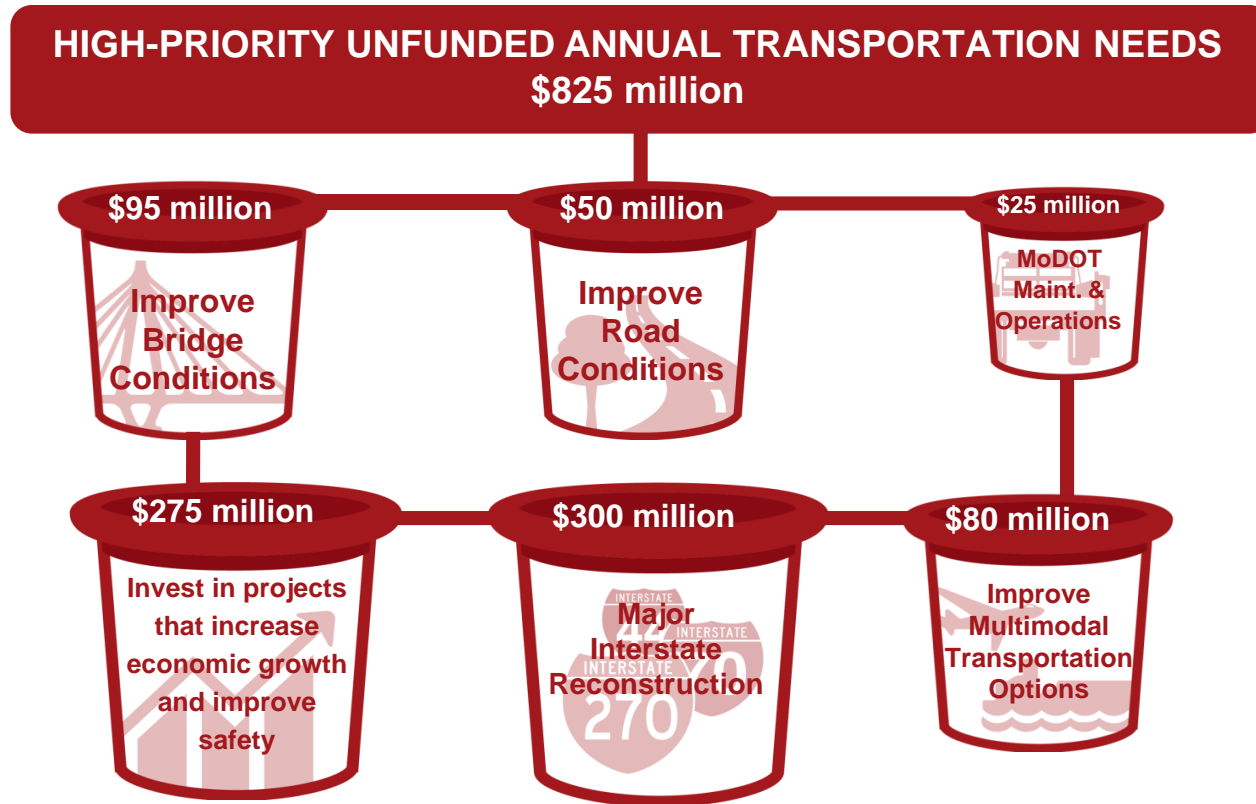 HIGH-PRIORITY UNFUNDED ANNUAL TRANSPORTATION NEEDS
$825 million
$95 million
Improve
Bridge
Conditions
$50 million
Improve
Road
Conditions
$25 million
MoDOT
Maint. &
Operations
$275 million
Invest in projects
that increase
economic growth
and improve
safety
$300 million
Major
Interstate
Reconstruction
INTERSTATE
44
INTERSTATE
70
INTERSTATE
270
$80 million
Improve
Multimodal
Transportation
Options